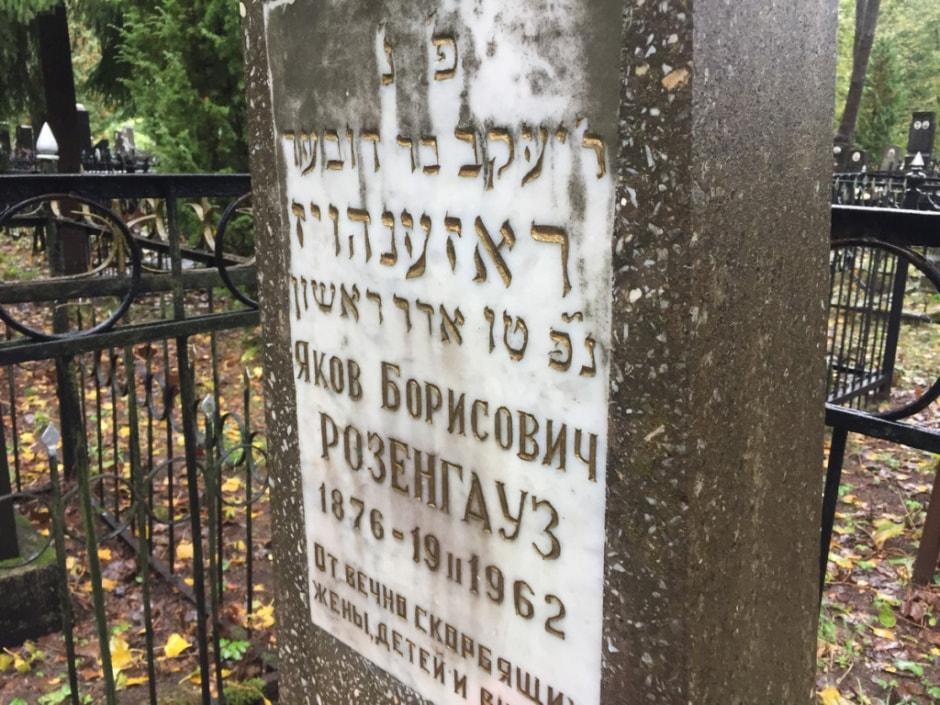 פ״נ
ר׳ יעקב בר דובער
ראזענהויז
נפ״ טו אדר ראשון
Яков Борисович
Розенгауз
1876 - 19 II 1962
От вечно скорбящих
жены, детей и